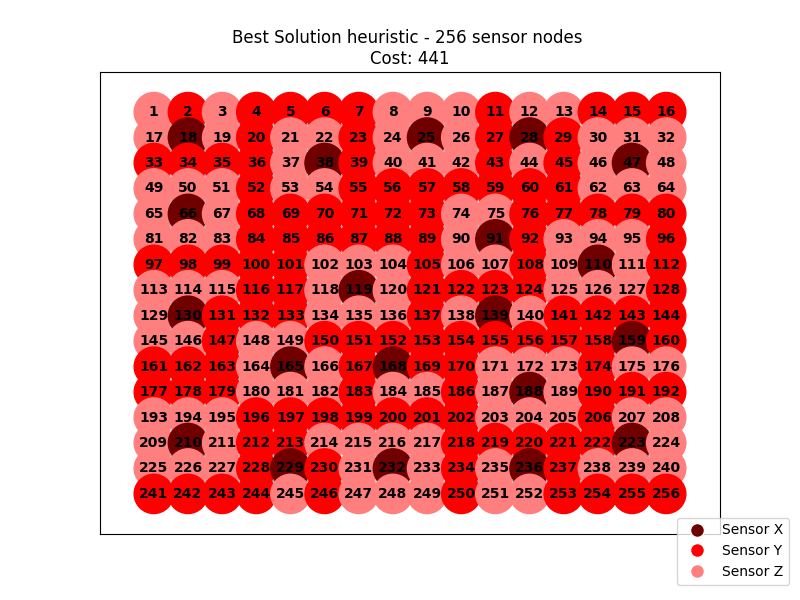 Best Solution heuristic - 256 sensor nodes
Cost: 441
1 2 3 4 5 6 7 8 9 10 11 12 13 14 15 16
17 18 19 20 21 22 23 24 25 26 27 28 29 30 31 32
33 34 35 36 37 38 39 40 41 42 43 44 45 46 47 48
49 50 51 52 53 54 55 56 57 58 59 60 61 62 63 64
65 66 67 68 69 70 71 72 73 74 75 76 77 78 79 80
81 82 83 84 85 86 87 88 89 90 91 92 93 94 95 96
97 98 99 100 101 102 103 104 105 106 107 108 109 110 111 112
113 114 115 116 117 118 119 120 121 122 123 124 125 126 127 128
129 130 131 132 133 134 135 136 137 138 139 140 141 142 143 144
145 146 147 148 149 150 151 152 153 154 155 156 157 158 159 160
161 162 163 164 165 166 167 168 169 170 171 172 173 174 175 176
177 178 179 180 181 182 183 184 185 186 187 188 189 190 191 192
193 194 195 196 197 198 199 200 201 202 203 204 205 206 207 208
209 210 211 212 213 214 215 216 217 218 219 220 221 222 223 224
225 226 227 228 229 230 231 232 233 234 235 236 237 238 239 240
241 242 243 244 245 246 247 248 249 250 251 252 253 254 255 256
Sensor X
Sensor Y
Sensor Z